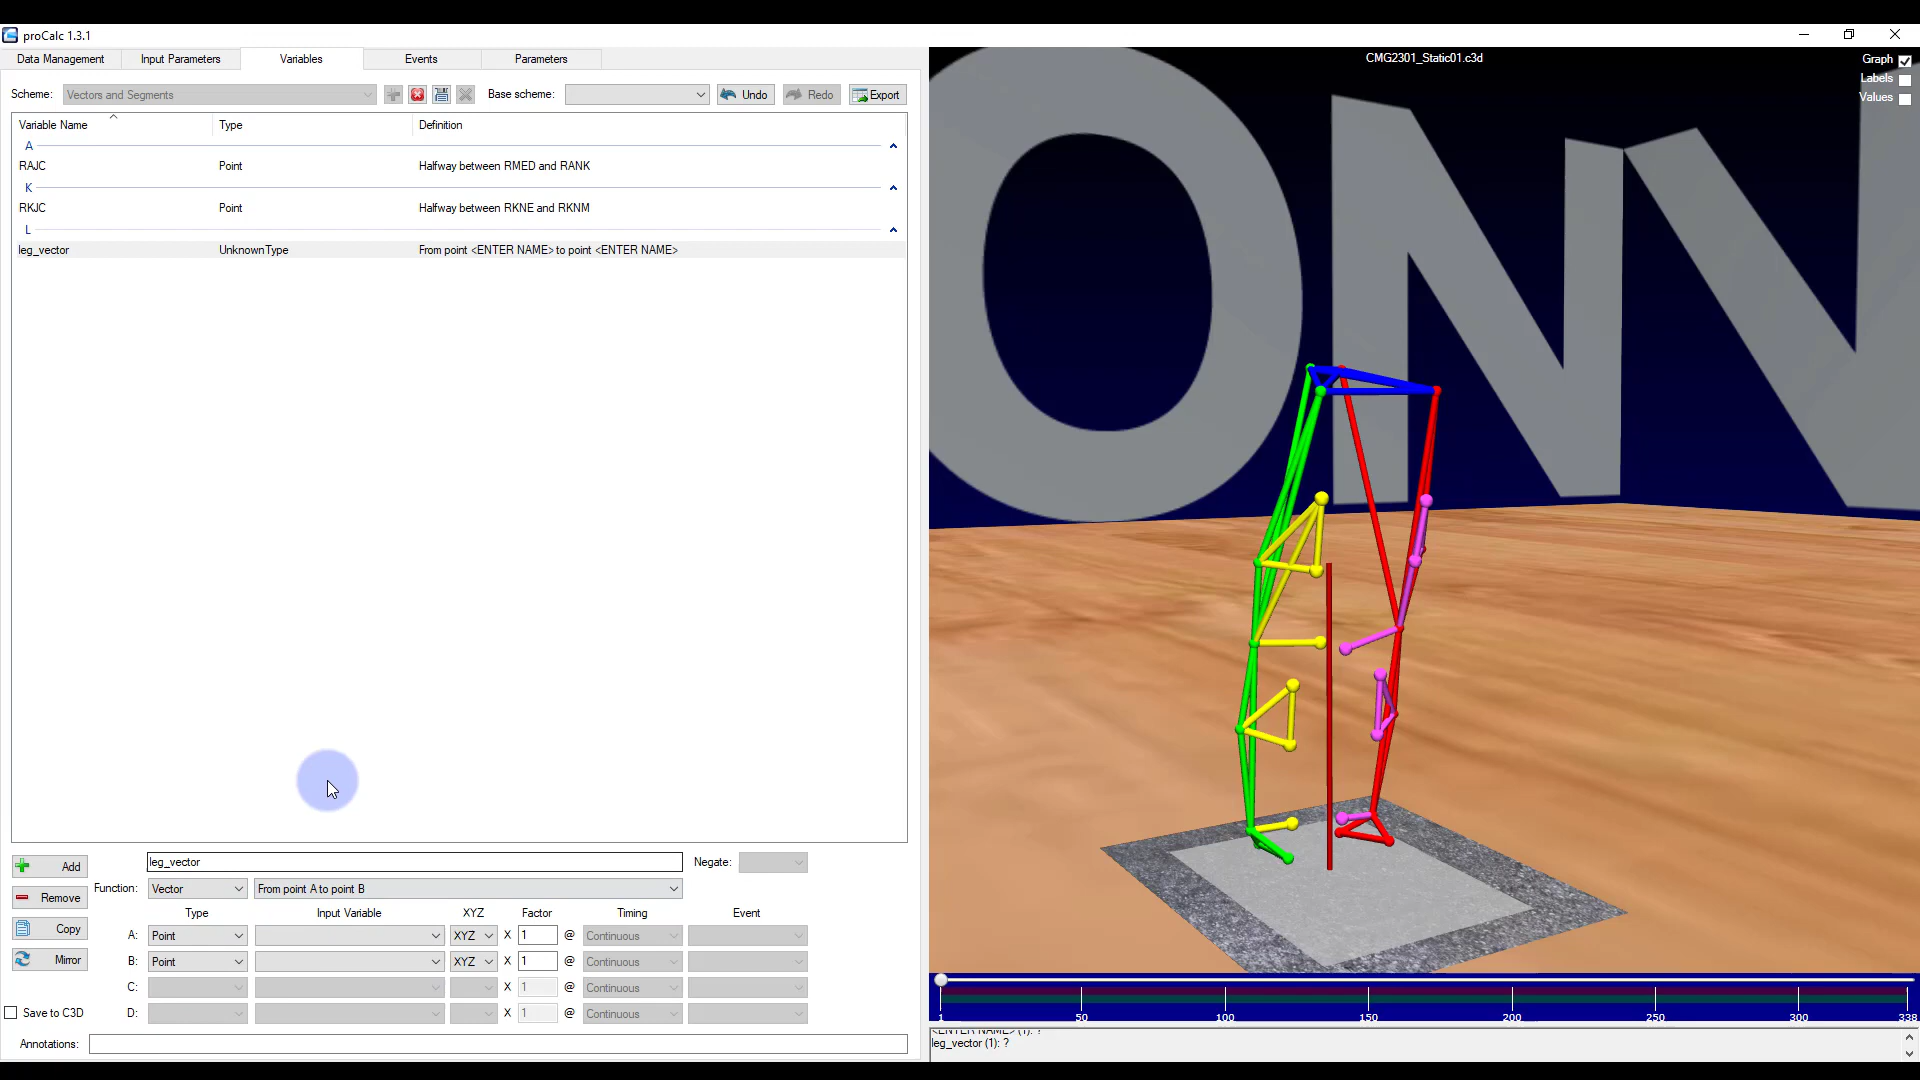 proCalc 1.3.1
Data Management Input Parameters Variables Events Parameters
Scheme: Vectors and Segments Base scheme: Undo Redo Export
Variable Name Type Definition
A
RAJC Point Halfway between RMED and RANK
K
RKJC Point Halfway between RKNE and RKNM
L
leg_vector UnknownType From point <ENTER NAME> to point <ENTER NAME>
Add leg_vector Negate:
Function: Vector From point A to point B
Remove
Type Input Variable XYZ Factor Timing Event
Copy
A: Point XYZ X 1 @ Continuous
Mirror
B: Point XYZ X 1 @ Continuous
C: X 1 @ Continuous
Save to C3D D: X 1 @ Continuous
Annotations:
CMG2301_Static01.c3d
Graph
Labels
Values
ONV
1 50 100 150 200 250 300 338
<ENTER NAME> (1): ?
leg_vector (1): ?